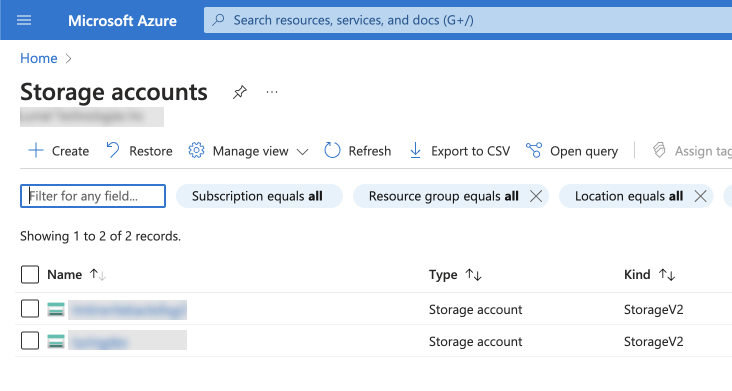 Microsoft Azure
Search resources, services, and docs (G+/)
Home
Storage accounts
Create Restore Manage view Refresh Export to CSV Open query Assign tag
Filter for any field... Subscription equals all Resource group equals all Location equals all
Showing 1 to 2 of 2 records.
Name Type Kind
Storage account StorageV2
Storage account StorageV2